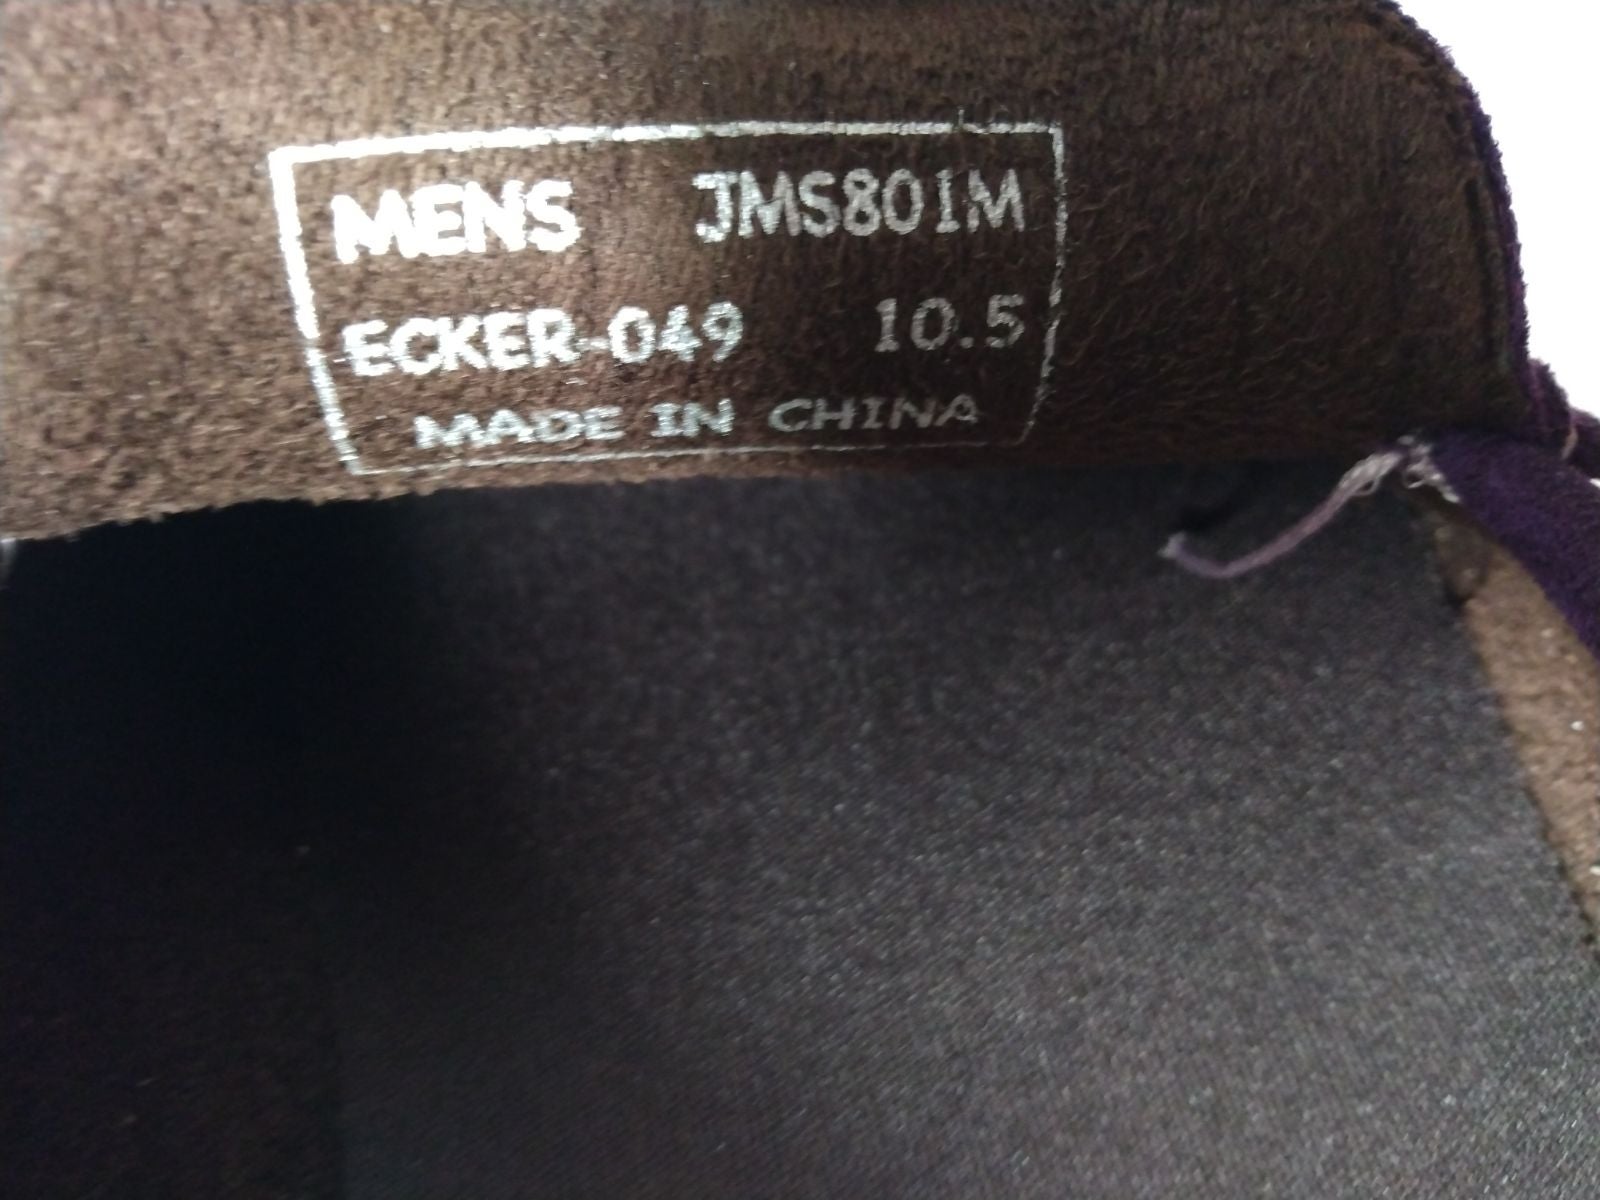 MENS JMS801M
ECKER-049 10.5
MADE IN CHINA